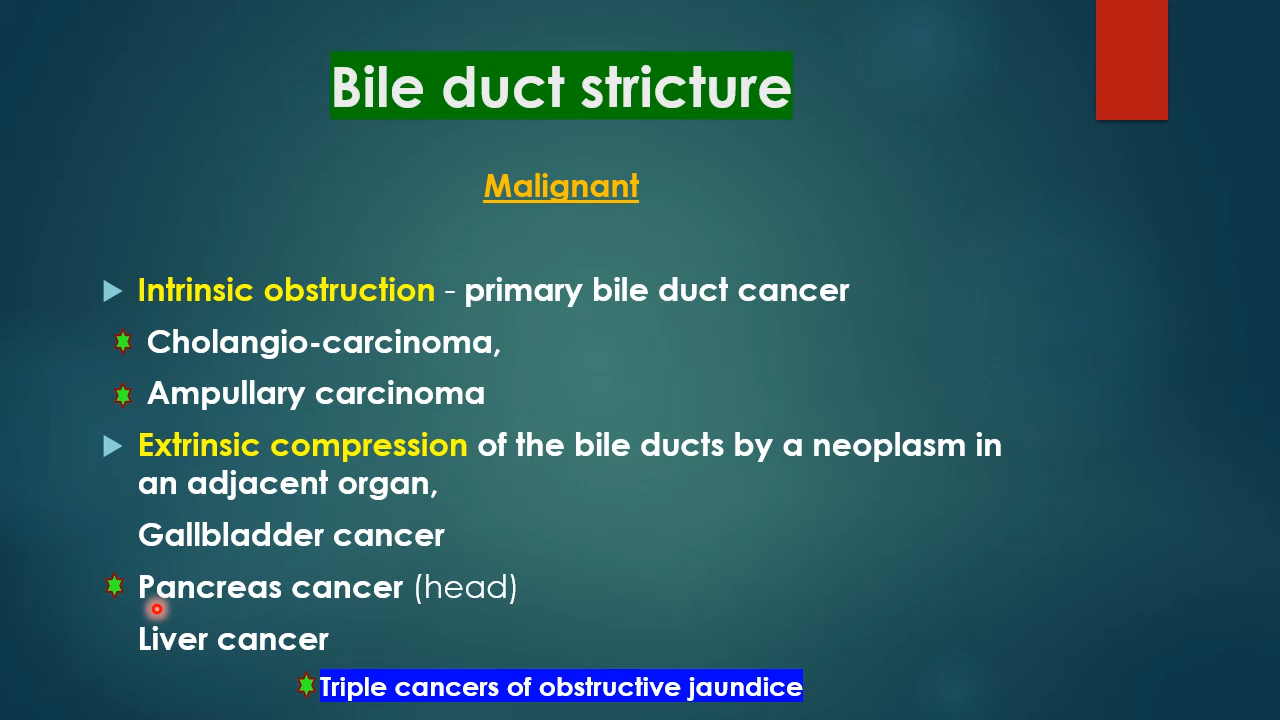 Bile duct stricture
Malignant
Intrinsic obstruction - primary bile duct cancer
Cholangio-carcinoma,
Ampullary carcinoma
Extrinsic compression of the bile ducts by a neoplasm in
an adjacent organ,
Gallbladder cancer
Pancreas cancer (head)
Liver cancer
Triple cancers of obstructive jaundice